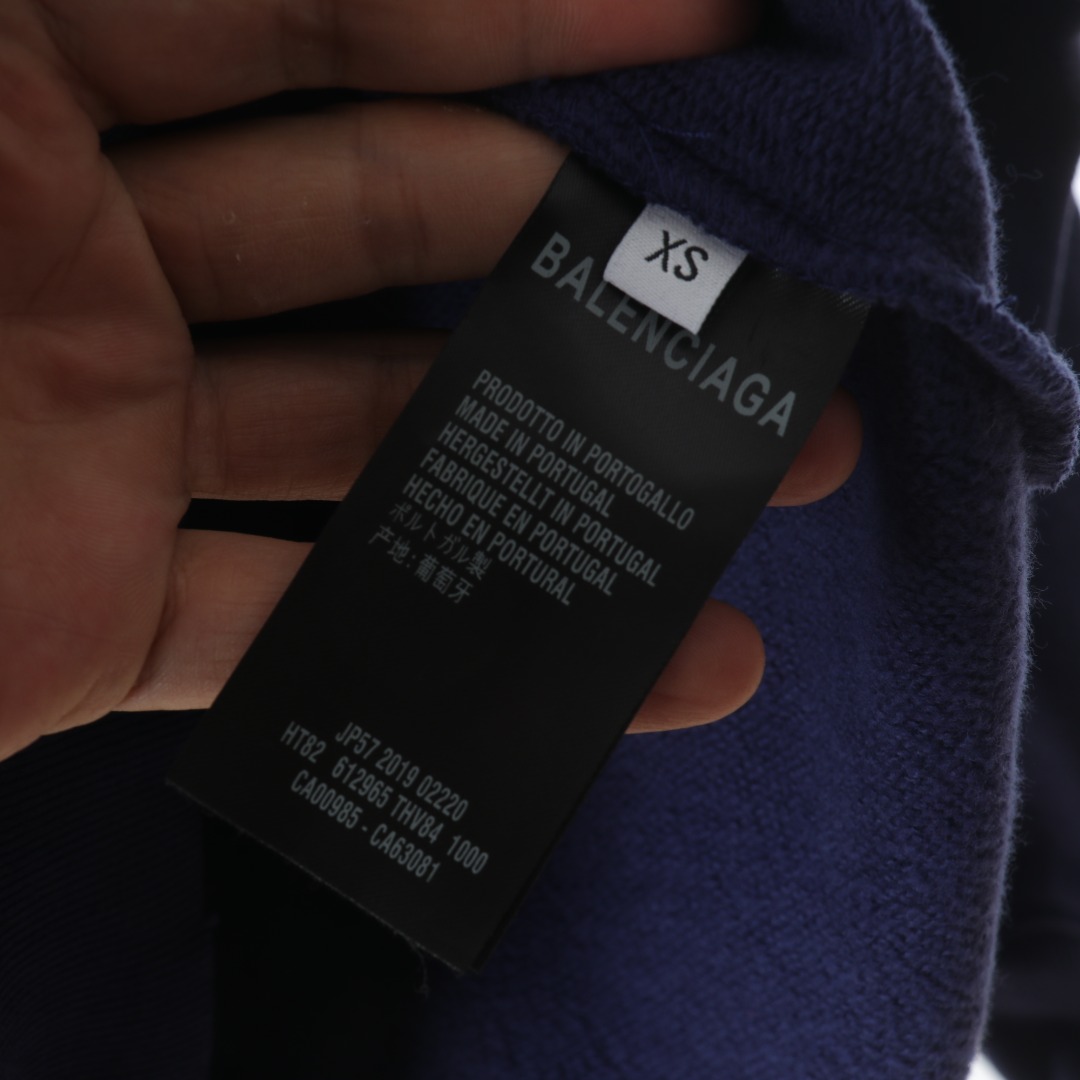 XS
BALENCIAGA
PRODOTTO IN PORTOGALLO
MADE IN PORTUGAL
HERGESTELLT IN PORTUGAL
FABRIQUE EN PORTUGAL
HECHO EN PORTURAL
ポルトガル製
产地: 葡萄牙
JP57 2019 02220
HT82 612965 THV84 1000
CA00985 - CA63081